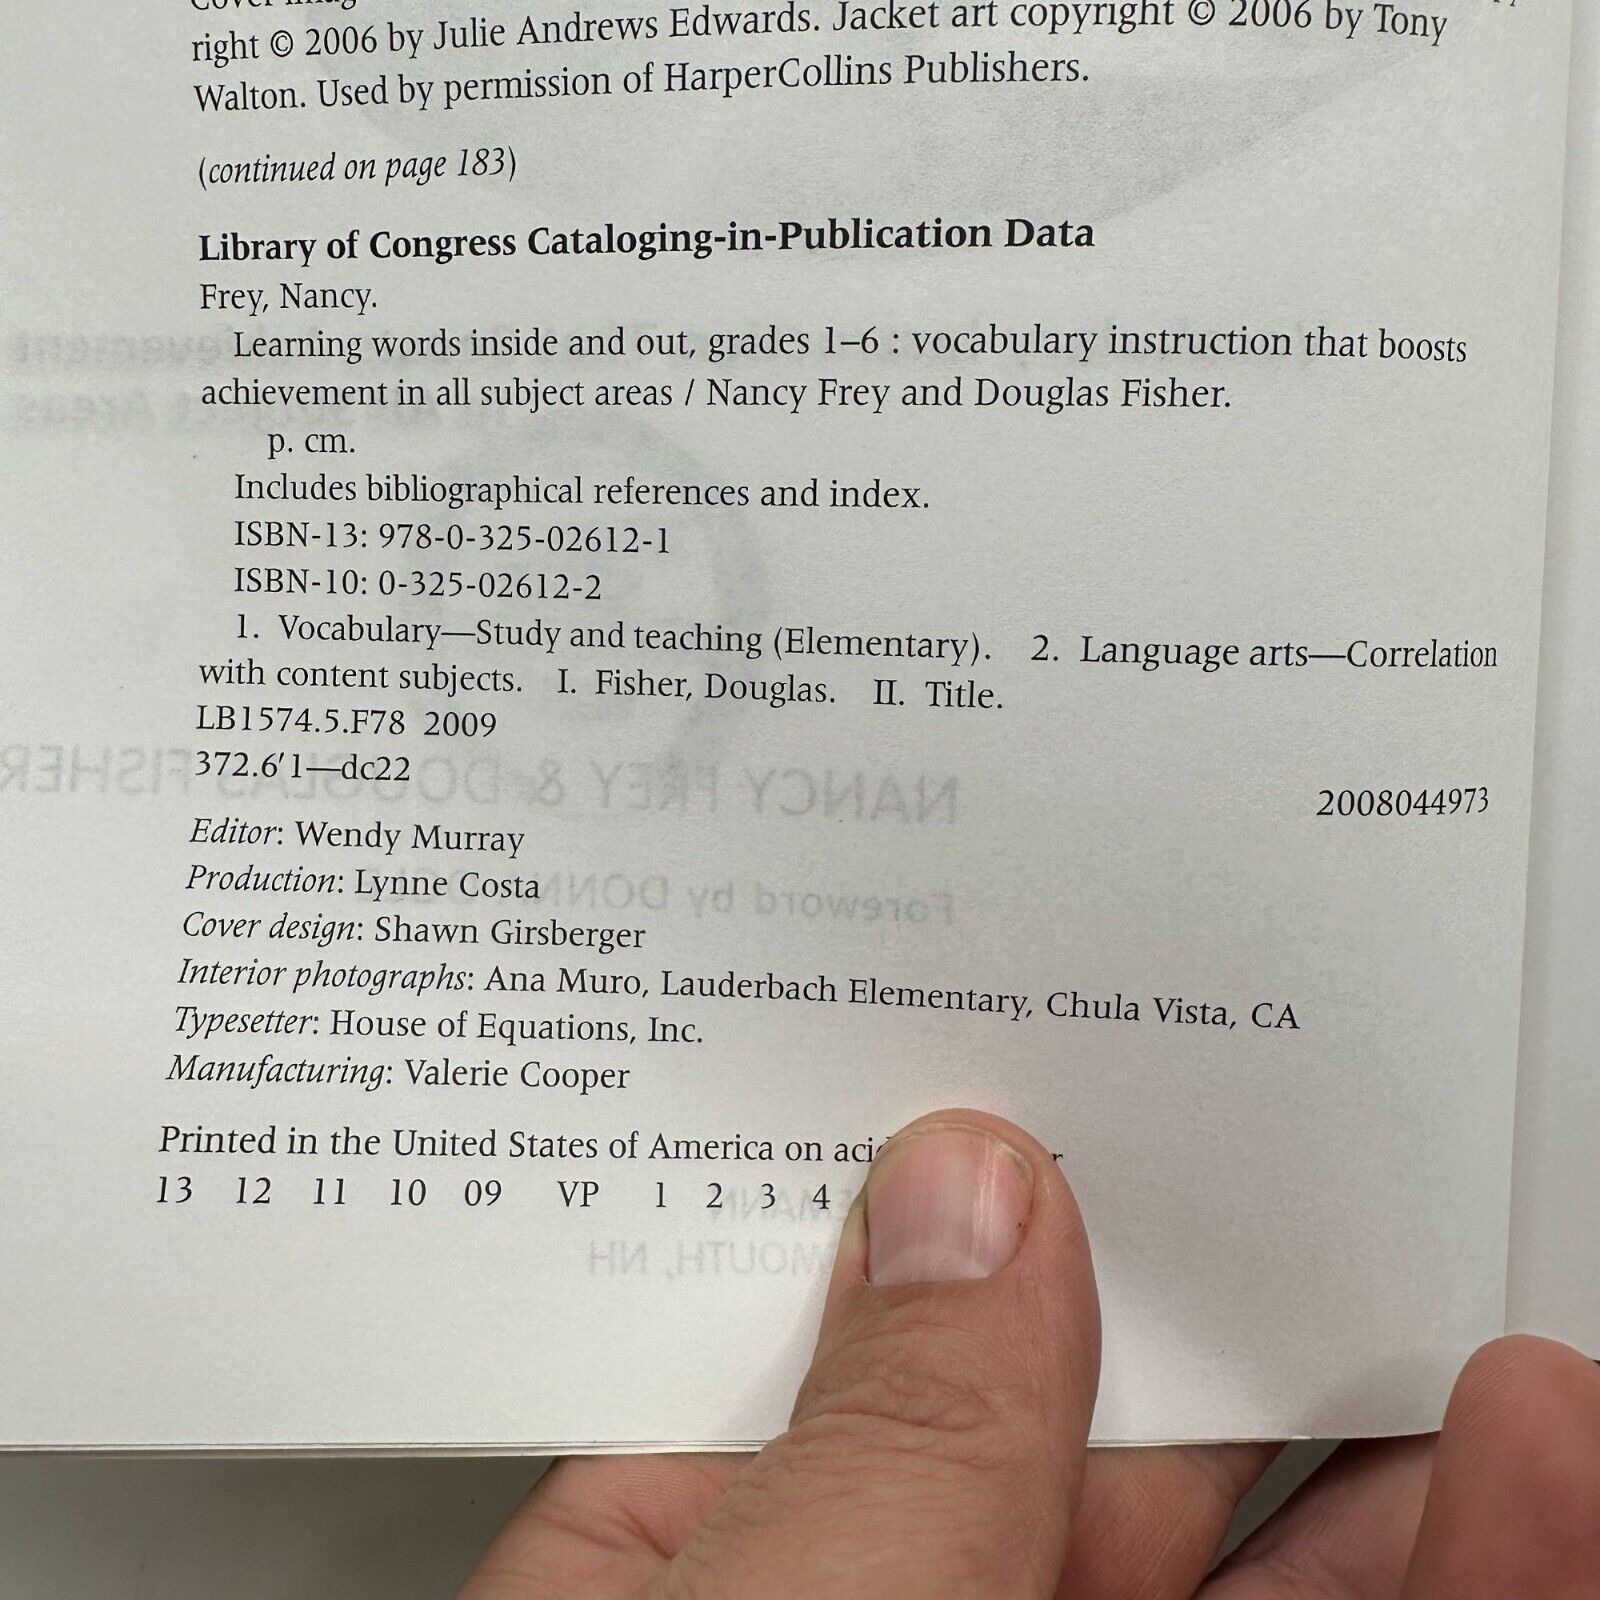 Cover imag
right © 2006 by Julie Andrews Edwards. Jacket art copyright © 2006 by Tony
Walton. Used by permission of HarperCollins Publishers.
(continued on page 183)
Library of Congress Cataloging-in-Publication Data
Frey, Nancy.
Learning words inside and out, grades 1–6 : vocabulary instruction that boosts
achievement in all subject areas / Nancy Frey and Douglas Fisher.
p. cm.
Includes bibliographical references and index.
ISBN-13: 978-0-325-02612-1
ISBN-10: 0-325-02612-2
1. Vocabulary—Study and teaching (Elementary). 2. Language arts—Correlation
with content subjects. I. Fisher, Douglas. II. Title.
LB1574.5.F78 2009
372.6′1—dc22
2008044973
Editor: Wendy Murray
Production: Lynne Costa
Cover design: Shawn Girsberger
Interior photographs: Ana Muro, Lauderbach Elementary, Chula Vista, CA
Typesetter: House of Equations, Inc.
Manufacturing: Valerie Cooper
Printed in the United States of America on aci
13 12 11 10 09 VP 1 2 3 4